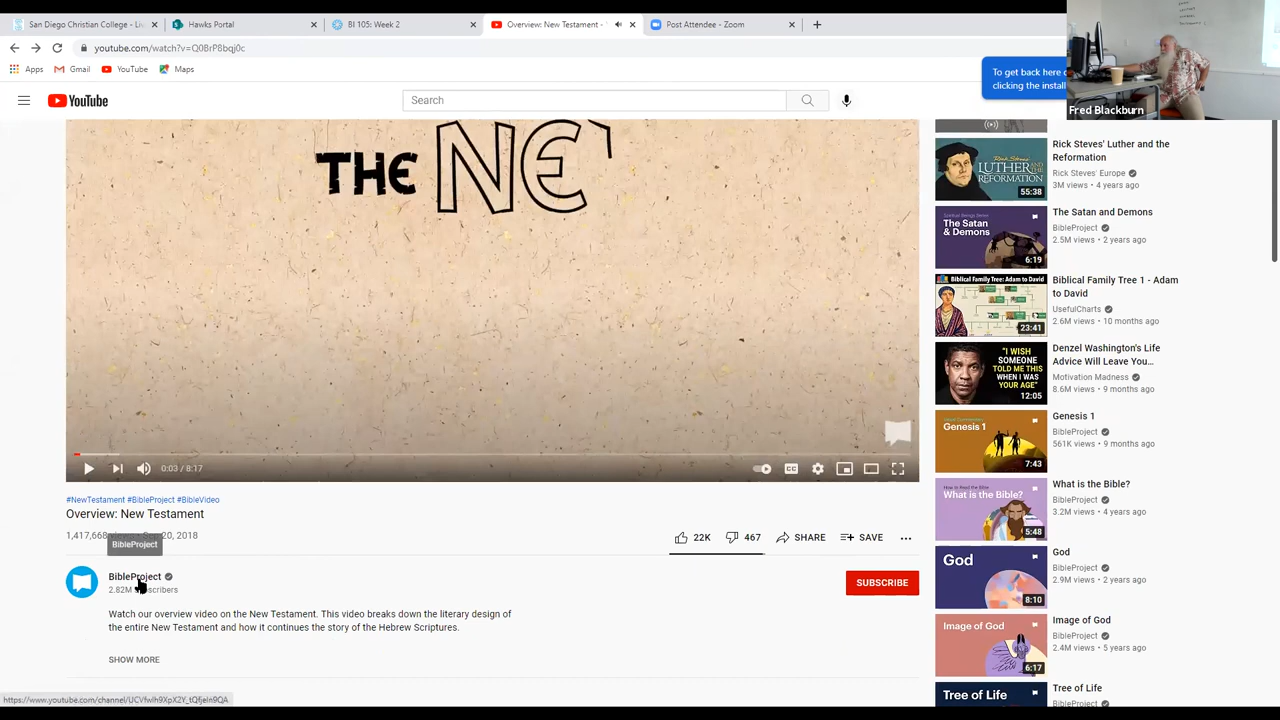 San Diego Christian College - Li
Hawks Portal
BI 105: Week 2
Overview: New Testament -
Post Attendee - Zoom
youtube.com/watch?v=Q0BrP8bqj0c
Apps
Gmail
YouTube
Maps
To get back here
clicking the install
Fred Blackburn
YouTube
Search
THE NE
0:03 / 8:17
CC
#NewTestament #BibleProject #BibleVideo
Overview: New Testament
20, 2018
BibleProject
22K
467
SHARE
SAVE
BibleProject
2.82M
SUBSCRIBE
Watch our overview video on the New Testament. This video breaks down the literary design of
the entire New Testament and how it continues the story of the Hebrew Scriptures.
SHOW MORE
Rick Steves'
LUTHER AND THE
REFORMATION
55:38
Rick Steves' Luther and the
Reformation
Rick Steves' Europe
3M views • 4 years ago
The Satan
& Demons
6:19
The Satan and Demons
BibleProject
2.5M views • 2 years ago
Biblical Family Tree: Adam to David
23:41
Biblical Family Tree 1 - Adam
to David
UsefulCharts
2.6M views • 10 months ago
"I WISH
SOMEONE
TOLD ME THIS
WHEN I WAS
YOUR AGE"
12:05
Denzel Washington's Life
Advice Will Leave You...
Motivation Madness
8.6M views • 9 months ago
Genesis 1
7:43
Genesis 1
BibleProject
561K views • 9 months ago
How to Read the Bible
What is the Bible?
5:48
What is the Bible?
BibleProject
3.2M views • 4 years ago
God
8:10
God
BibleProject
2.9M views • 2 years ago
Image of God
6:17
Image of God
BibleProject
2.4M views • 5 years ago
Tree of Life
Tree of Life
BibleProject